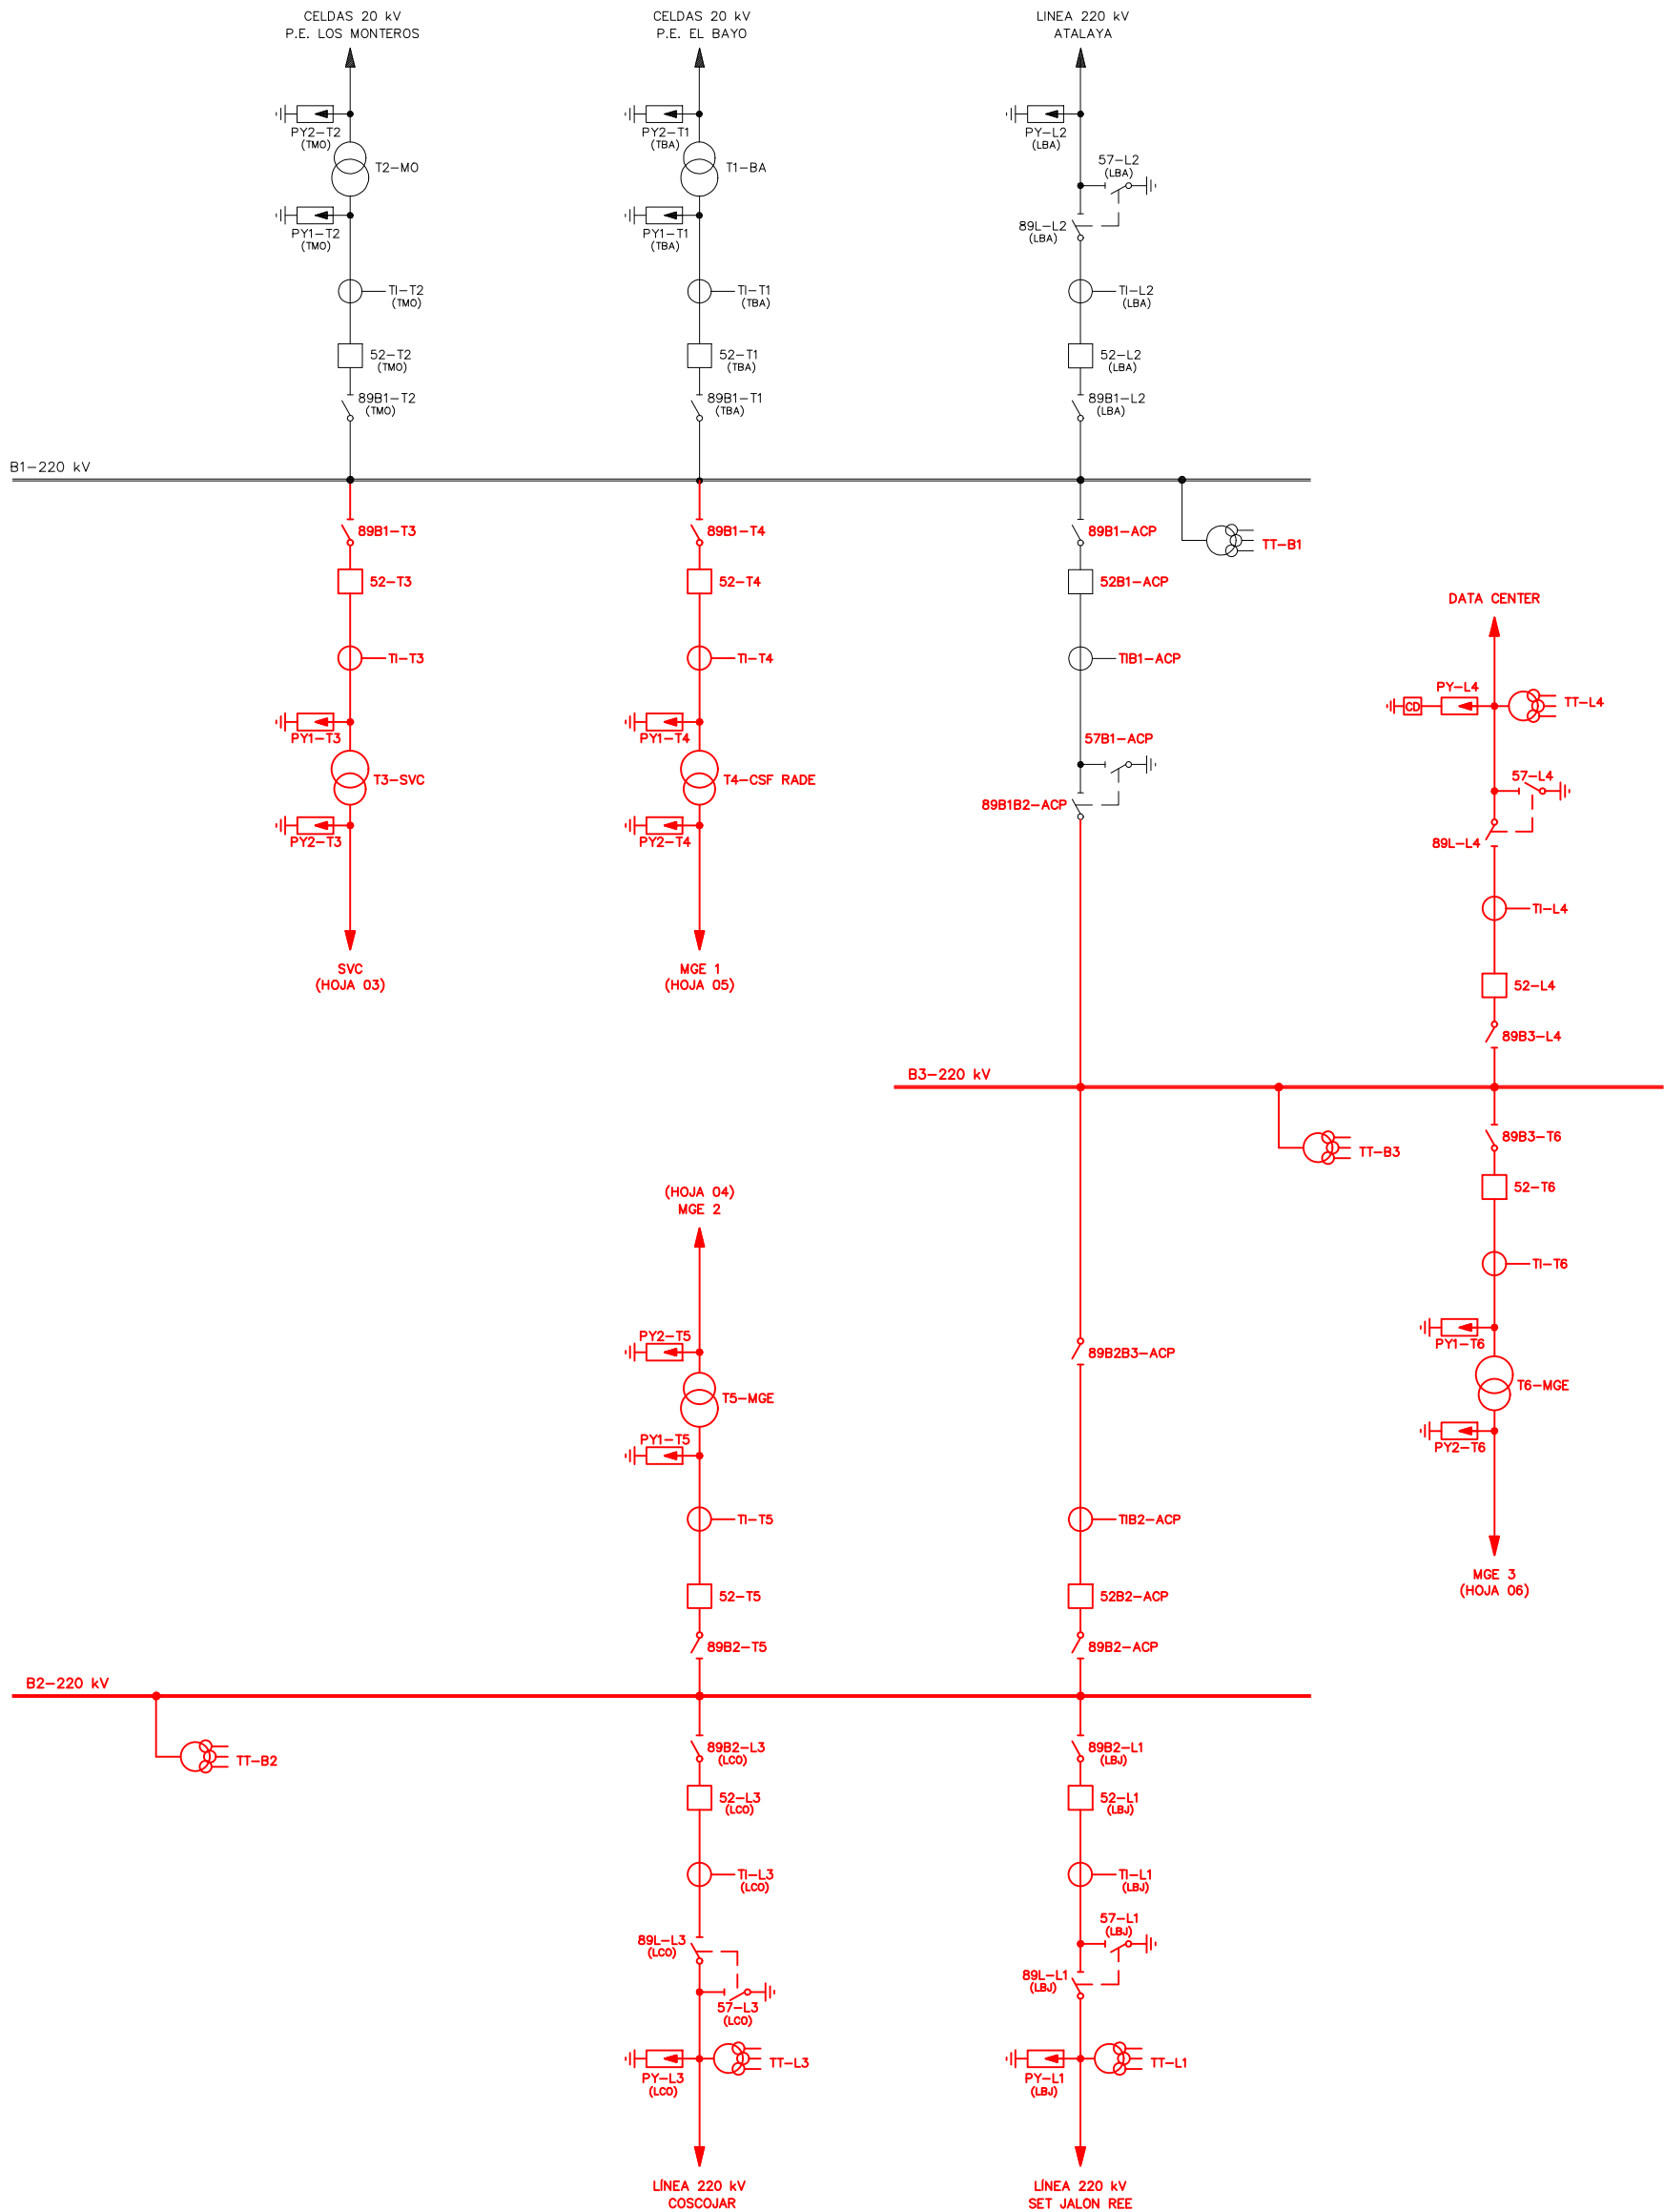 CELDAS 20 kV
P.E. LOS MONTEROS
CELDAS 20 kV
P.E. EL BAYO
LINEA 220 kV
ATALAYA
PY2-T2
(TMO)
T2-MO
PY1-T2
(TMO)
TI-T2
(TMO)
52-T2
(TMO)
89B1-T2
(TMO)
PY2-T1
(TBA)
T1-BA
PY1-T1
(TBA)
TI-T1
(TBA)
52-T1
(TBA)
89B1-T1
(TBA)
PY-L2
(LBA)
57-L2
(LBA)
89L-L2
(LBA)
TI-L2
(LBA)
52-L2
(LBA)
89B1-L2
(LBA)
B1-220 kV
89B1-T3
52-T3
TI-T3
PY1-T3
T3-SVC
PY2-T3
SVC
(HOJA 03)
89B1-T4
52-T4
TI-T4
PY1-T4
T4-CSF RADE
PY2-T4
MGE 1
(HOJA 05)
89B1-ACP
TT-B1
52B1-ACP
TIB1-ACP
57B1-ACP
89B1B2-ACP
DATA CENTER
PY-L4
CD
TT-L4
57-L4
89L-L4
TI-L4
52-L4
89B3-L4
B3-220 kV
TT-B3
89B3-T6
52-T6
TI-T6
PY1-T6
T6-MGE
PY2-T6
MGE 3
(HOJA 06)
(HOJA 04)
MGE 2
PY2-T5
T5-MGE
PY1-T5
TI-T5
52-T5
89B2-T5
89B2B3-ACP
TIB2-ACP
52B2-ACP
89B2-ACP
B2-220 kV
TT-B2
89B2-L3
(LCO)
52-L3
(LCO)
TI-L3
(LCO)
89L-L3
(LCO)
57-L3
(LCO)
PY-L3
(LCO)
TT-L3
LÍNEA 220 kV
COSCOJAR
89B2-L1
(LBJ)
52-L1
(LBJ)
TI-L1
(LBJ)
57-L1
(LBJ)
89L-L1
(LBJ)
PY-L1
(LBJ)
TT-L1
LÍNEA 220 kV
SET JALON REE